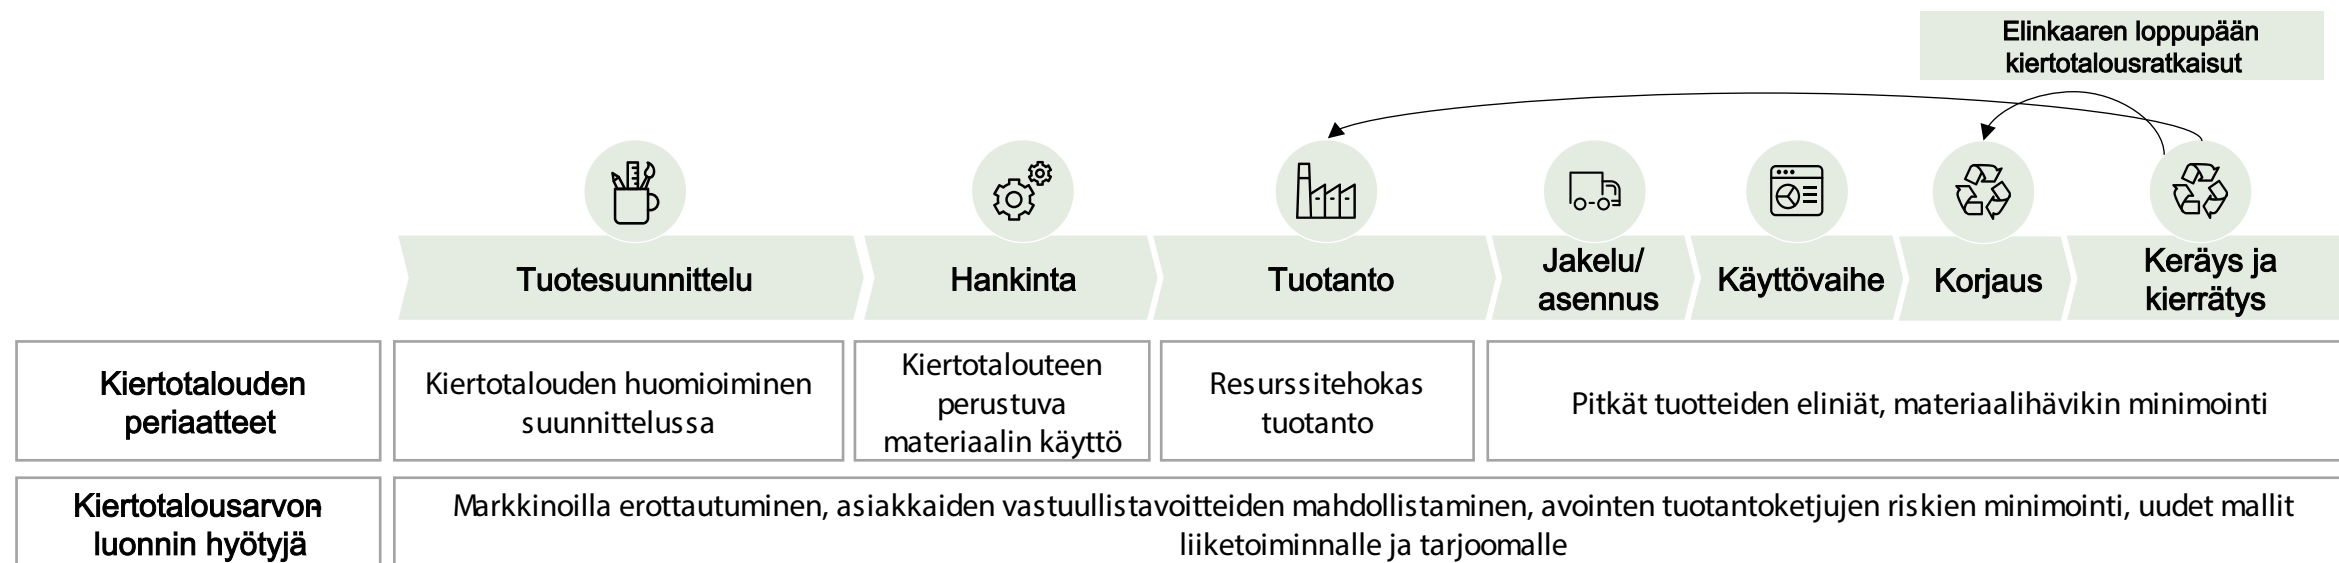 Elinkaaren loppupään
kiertotalousratkaisut
Tuotesuunnittelu
Hankinta
Tuotanto
Jakelu/
asennus
Käyttövaihe
Korjaus
Keräys ja
kierrätys
Kiertotalouden
periaatteet
Kiertotalouden huomioiminen
suunnittelussa
Kiertotalouteen
perustuva
materiaalin käyttö
Resurssitehokas
tuotanto
Pitkät tuotteiden eliniät, materiaalihävikin minimointi
Kiertotalousarvon-
luonnin hyötyjä
Markkinoilla erottautuminen, asiakkaiden vastuullistavoitteiden mahdollistaminen, avointen tuotantoketjujen riskien minimointi, uudet mallit
liiketoiminnalle ja tarjoomalle